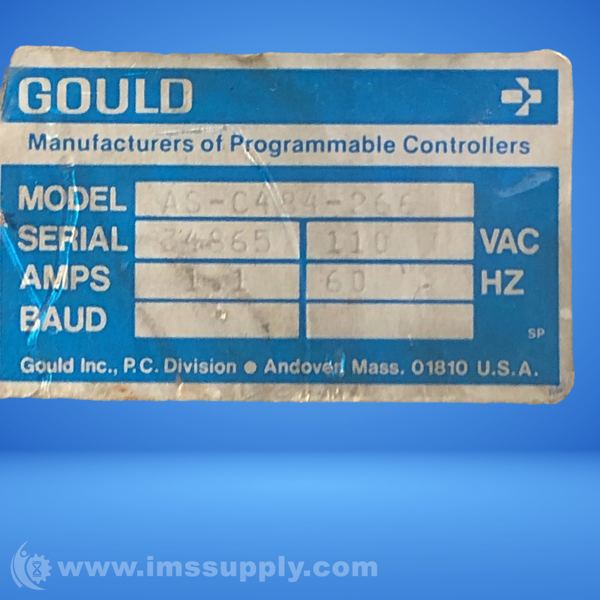 GOULD
Manufacturers of Programmable Controllers
MODEL AS-C484-266
SERIAL 34865 110 VAC
AMPS 1.1 60 HZ
BAUD
SP
Gould Inc., P.C. Division ● Andover, Mass. 01810 U.S.A.
www.imssupply.com